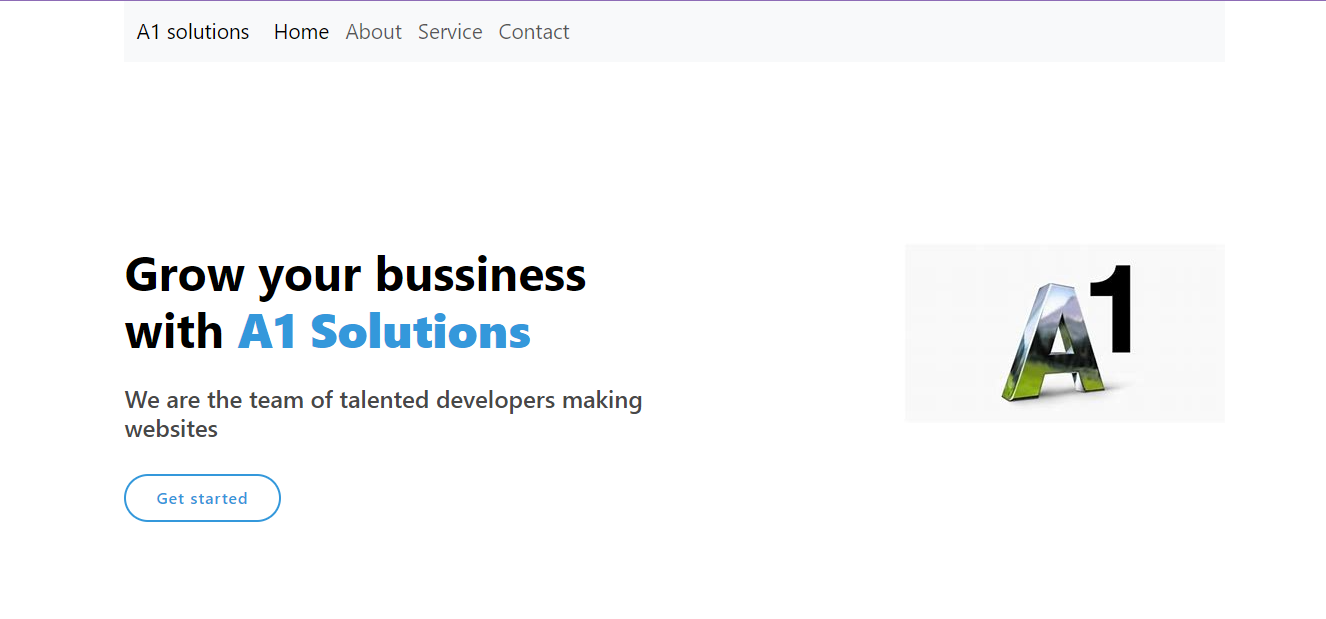 A1 solutions Home About Service Contact
Grow your bussiness
with A1 Solutions
We are the team of talented developers making
websites
Get started
A1